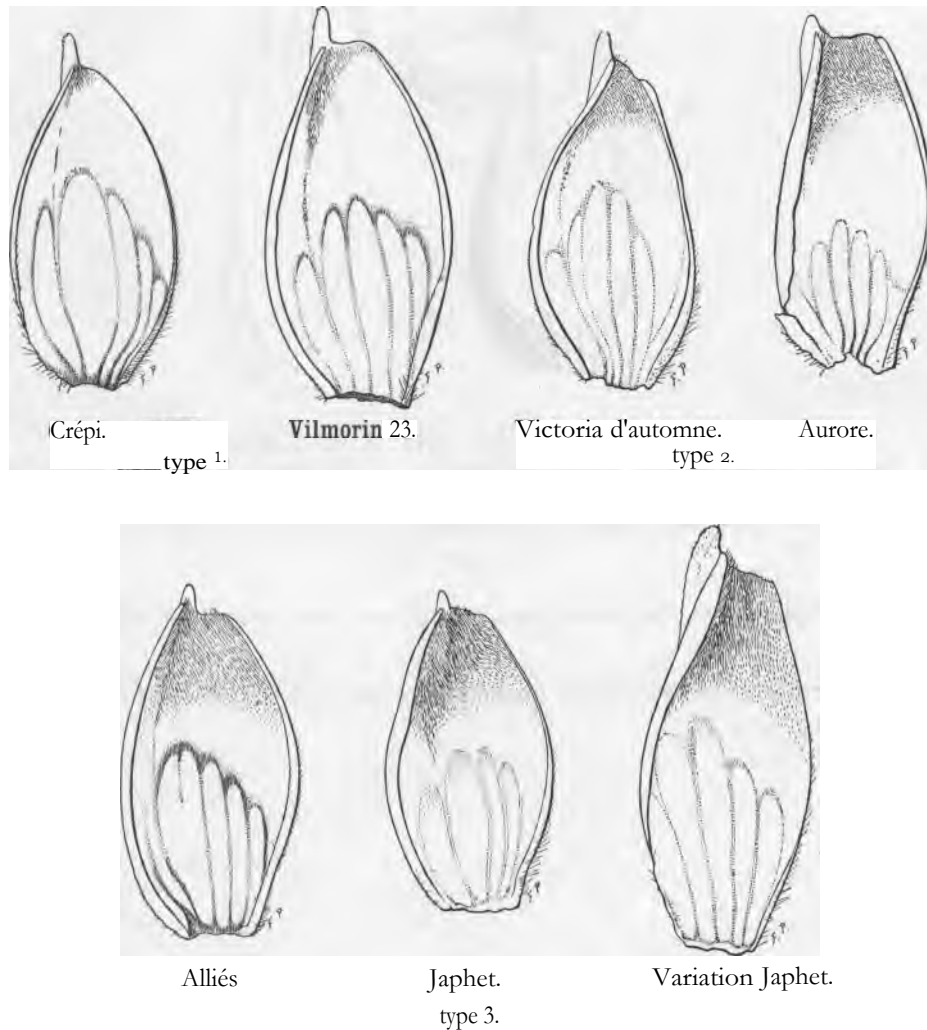 Crépi. Vilmorin 23. Victoria d'automne. Aurore.
type 1. type 2.
Alliés Japhet. Variation Japhet.
type 3.